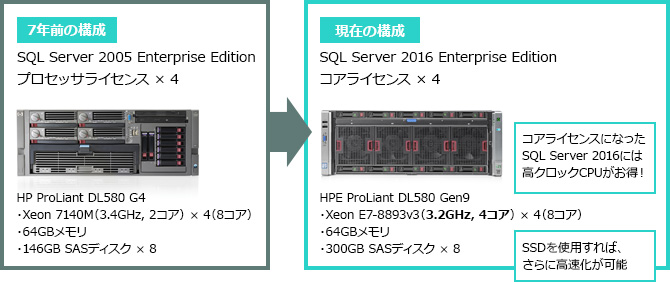 7年前の構成
SQL Server 2005 Enterprise Edition
プロセッサライセンス × 4
HP ProLiant DL580 G4
・Xeon 7140M(3.4GHz, 2コア) × 4(8コア)
・64GBメモリ
・146GB SASディスク × 8
現在の構成
SQL Server 2016 Enterprise Edition
コアライセンス × 4
HPE ProLiant DL580 Gen9
・Xeon E7-8893v3(3.2GHz, 4コア) × 4(8コア)
・64GBメモリ
・300GB SASディスク × 8
コアライセンスになった
SQL Server 2016には
高クロックCPUがお得!
SSDを使用すれば、
さらに高速化が可能